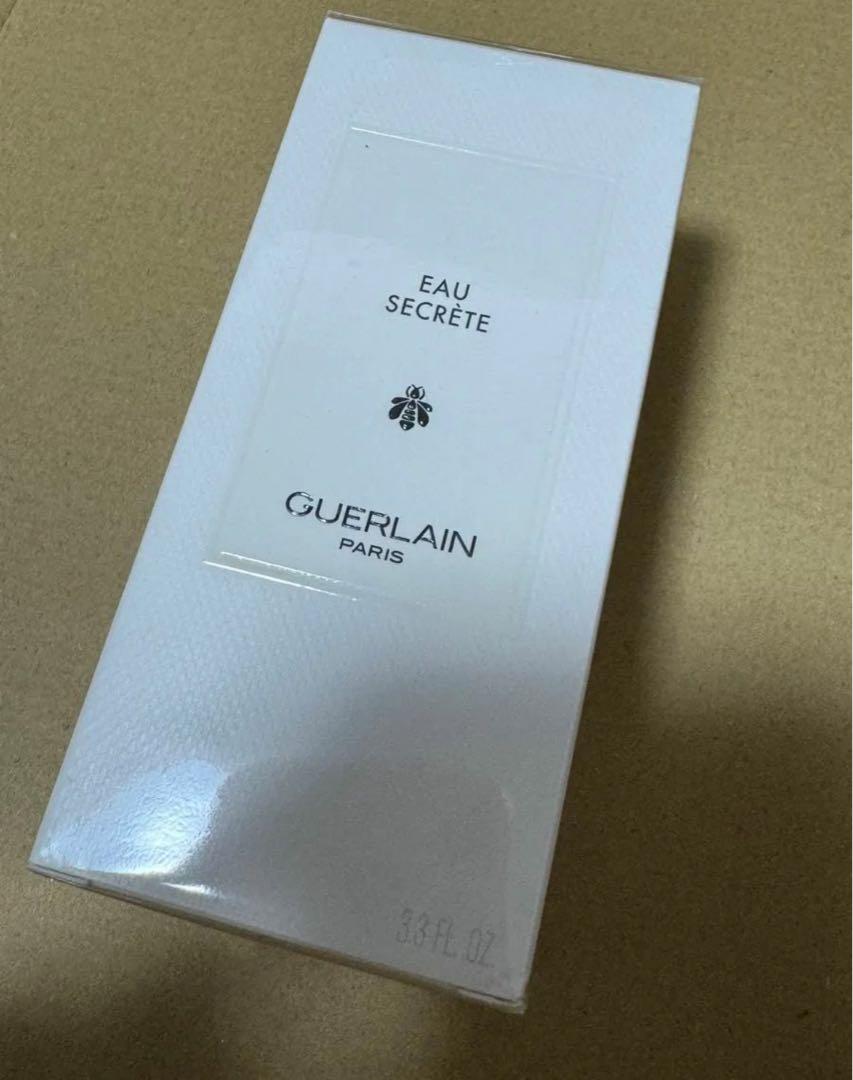 EAU
SECRÈTE
GUERLAIN
PARIS
3.3 FL. OZ